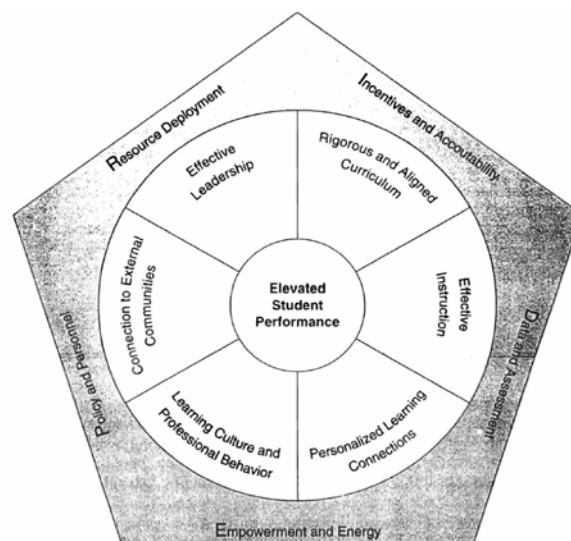 Resource Deployment
Incentives and Accoutability
Effective
Leadership
Rigorous and Aligned
Curriculum
Connection to External
Communities
Elevated
Student
Performance
Effective
Instruction
Policy and Personnel
Data and Assessment
Learning Culture and
Professional Behavior
Personalized Learning
Connections
Empowerment and Energy